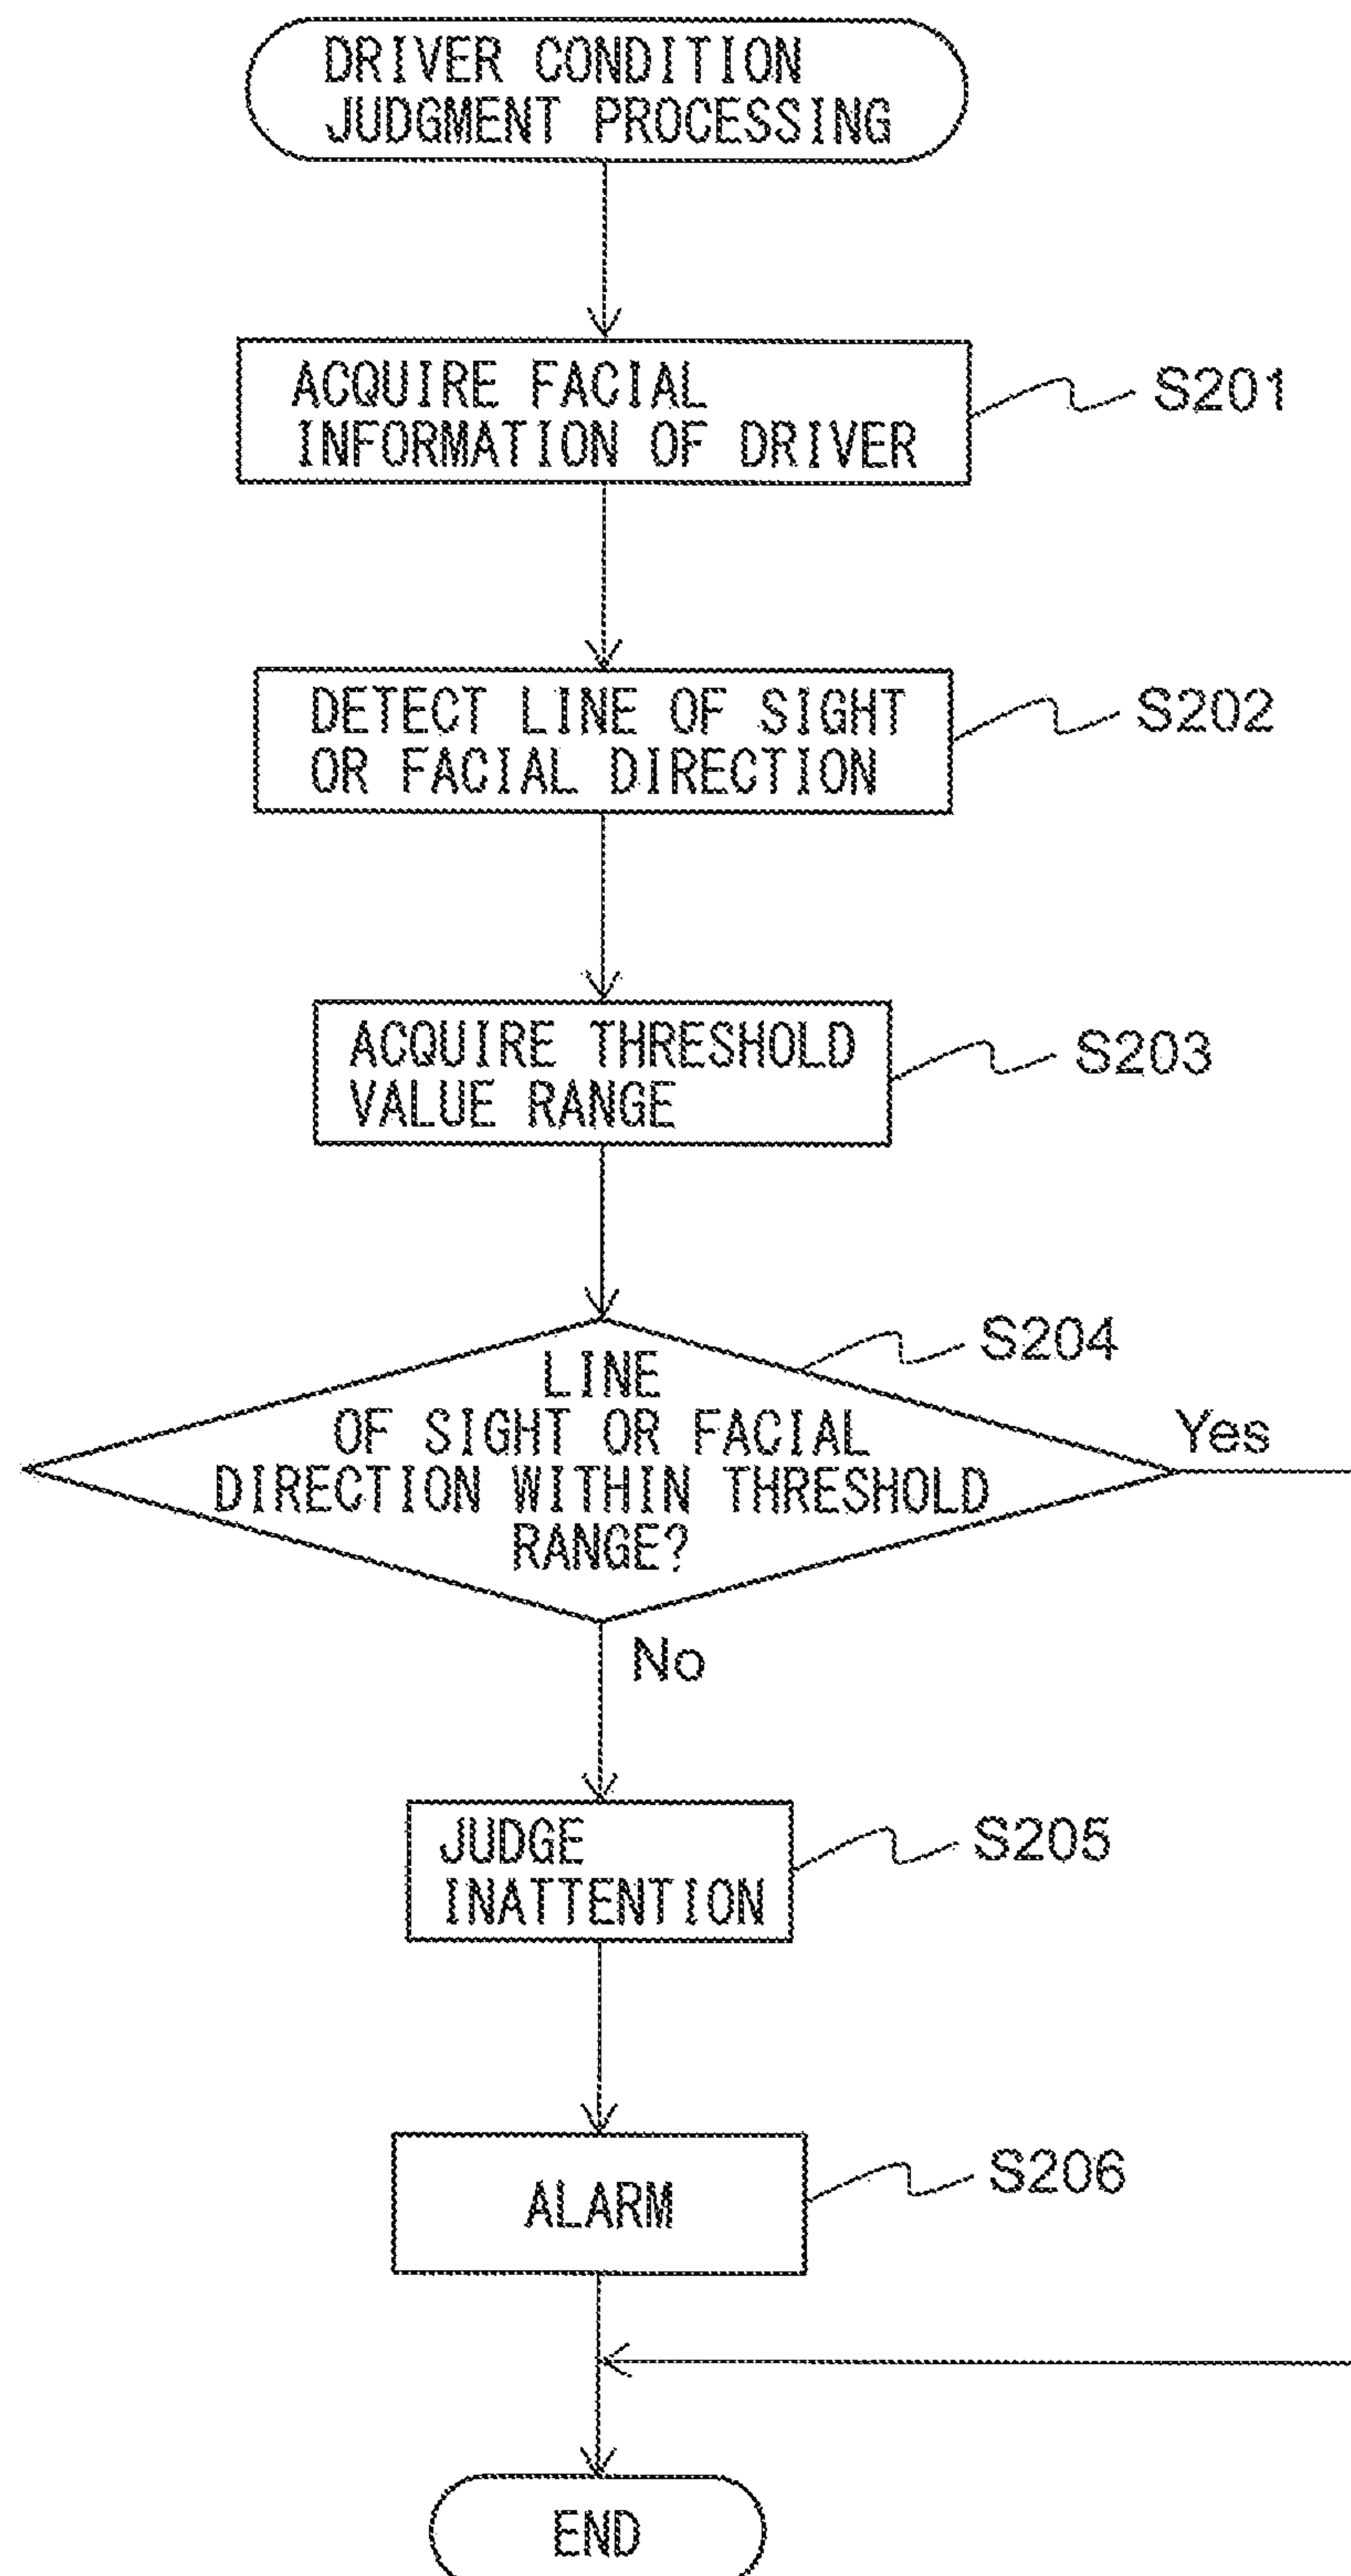 DRIVER CONDITION
JUDGMENT PROCESSING
ACQUIRE FACIAL
INFORMATION OF DRIVER
S201
DETECT LINE OF SIGHT
OR FACIAL DIRECTION
S202
ACQUIRE THRESHOLD
VALUE RANGE
S203
S204
LINE
OF SIGHT OR FACIAL
DIRECTION WITHIN THRESHOLD
RANGE?
Yes
No
JUDGE
INATTENTION
S205
ALARM
S206
END